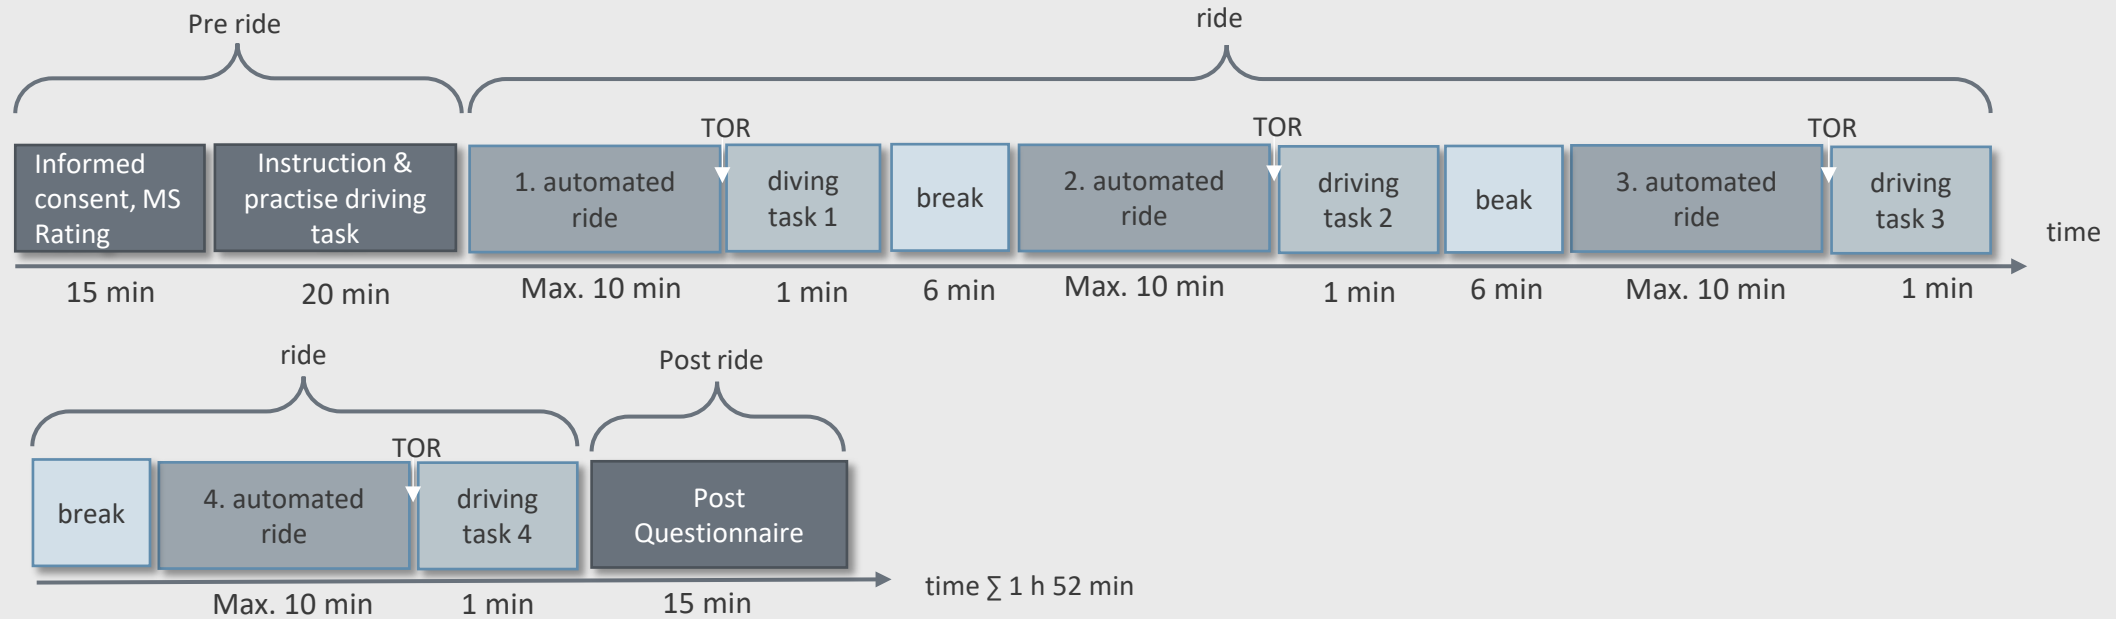 Pre ride
ride
TOR
TOR
TOR
Informed
consent, MS
Rating
Instruction &
practise driving
task
1. automated
ride
diving
task 1
break
2. automated
ride
driving
task 2
beak
3. automated
ride
driving
task 3
time
15 min
20 min
Max. 10 min
1 min
6 min
Max. 10 min
1 min
6 min
Max. 10 min
1 min
ride
Post ride
TOR
break
4. automated
ride
driving
task 4
Post
Questionnaire
time ∑ 1 h 52 min
Max. 10 min
1 min
15 min